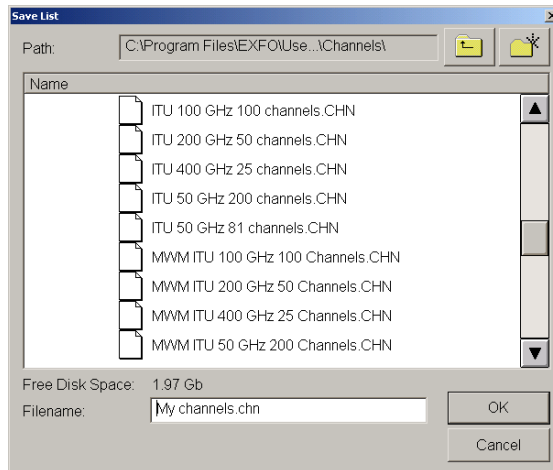 Save List
Path: C:\Program Files\EXFO\Use...\Channels\
Name
ITU 100 GHz 100 channels.CHN
ITU 200 GHz 50 channels.CHN
ITU 400 GHz 25 channels.CHN
ITU 50 GHz 200 channels.CHN
ITU 50 GHz 81 channels.CHN
MWM ITU 100 GHz 100 Channels.CHN
MWM ITU 200 GHz 50 Channels.CHN
MWM ITU 400 GHz 25 Channels.CHN
MWM ITU 50 GHz 200 Channels.CHN
Free Disk Space: 1.97 Gb
Filename: My channels.chn
OK
Cancel